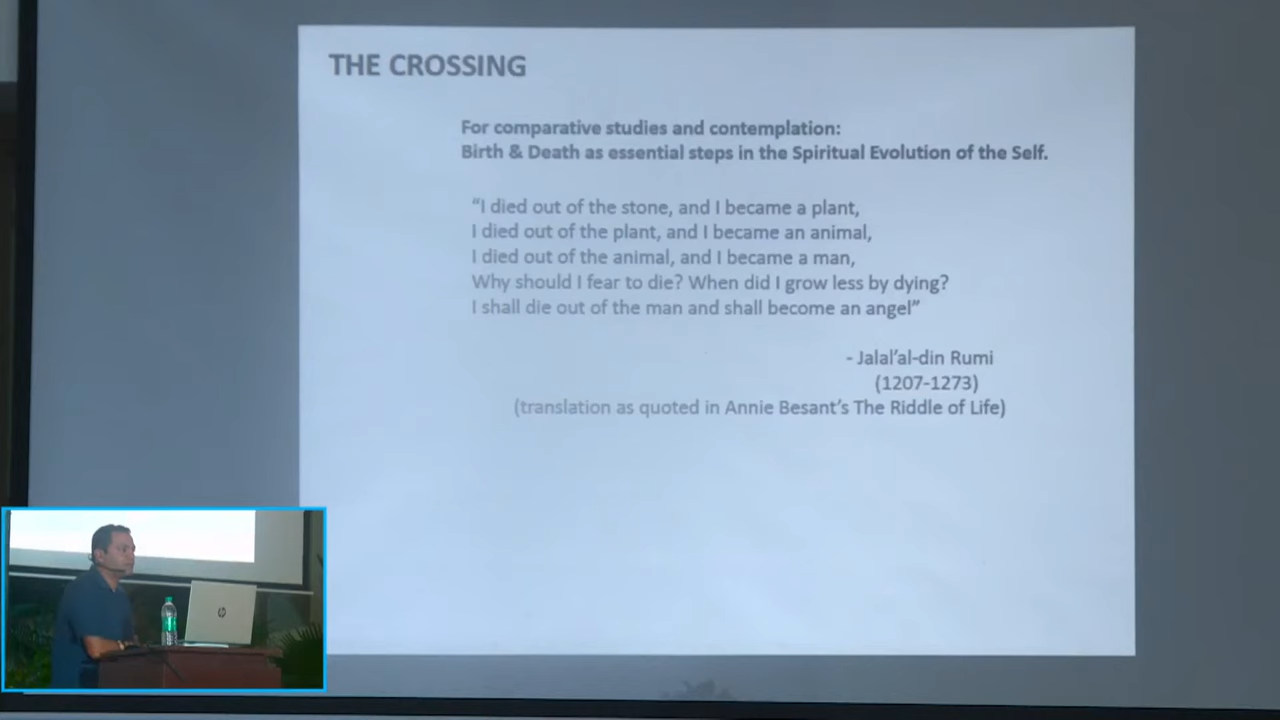 THE CROSSING
For comparative studies and contemplation:
Birth & Death as essential steps in the Spiritual Evolution of the Self.
“I died out of the stone, and I became a plant,
I died out of the plant, and I became an animal,
I died out of the animal, and I became a man,
Why should I fear to die? When did I grow less by dying?
I shall die out of the man and shall become an angel”
- Jalal’al-din Rumi
(1207-1273)
(translation as quoted in Annie Besant’s The Riddle of Life)
hp